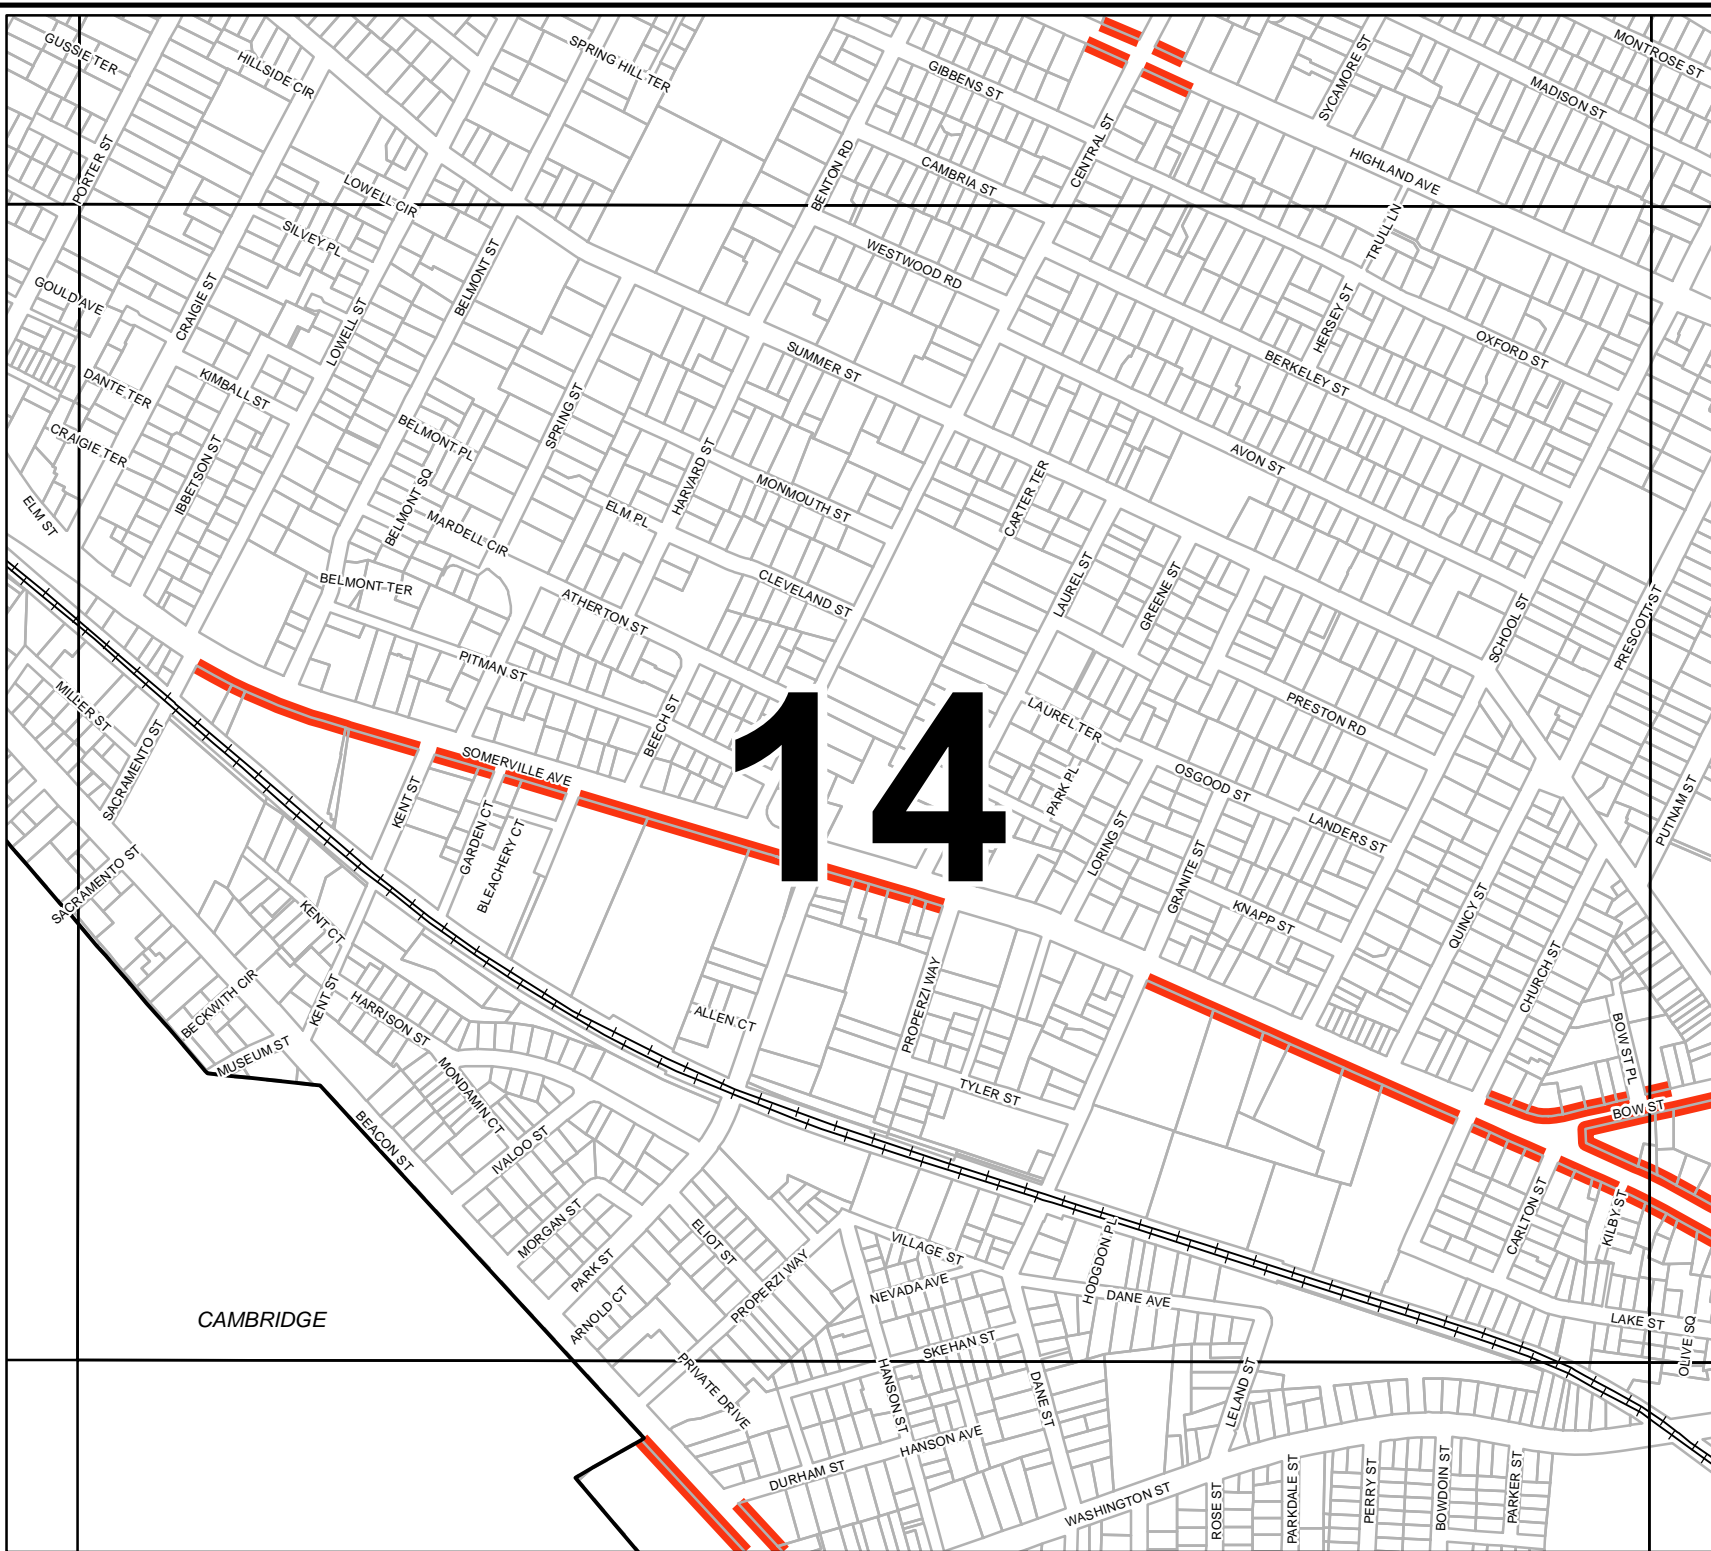 GUSSIE TER
HILLSIDE CIR
SPRING HILL TER
GIBBENS ST
SYCAMORE ST
MONTROSE ST
MADISON ST
PORTER ST
LOWELL CIR
BENTON RD
CAMBRIA ST
CENTRAL ST
HIGHLAND AVE
SILVEY PL
BELMONT ST
WESTWOOD RD
TRULL LN
GOULD AVE
CRAIGIE ST
LOWELL ST
HERSEY ST
OXFORD ST
SUMMER ST
BERKELEY ST
DANTE TER
KIMBALL ST
SPRING ST
CRAIGIE TER
BELMONT PL
IBBETSON ST
HARVARD ST
AVON ST
ELM ST
BELMONT SQ
MARDELL CIR
ELM PL
MONMOUTH ST
CARTER TER
BELMONT TER
ATHERTON ST
CLEVELAND ST
LAUREL ST
GREENE ST
SCHOOL ST
PRESCOTT ST
PITMAN ST
MILLER ST
SACRAMENTO ST
BEECH ST
LAUREL TER
PRESTON RD
14
SOMERVILLE AVE
OSGOOD ST
PARK PL
KENT ST
GARDEN CT
BLEACHERY CT
LORING ST
LANDERS ST
PUTNAM ST
SACRAMENTO ST
GRANITE ST
KENT CT
KNAPP ST
QUINCY ST
CHURCH ST
BECKWITH CIR
KENT ST
HARRISON ST
ALLEN CT
PROPERZI WAY
BOW ST PL
MUSEUM ST
MONDAMIN CT
TYLER ST
BOW ST
BEACON ST
IVALOO ST
MORGAN ST
ELIOT ST
VILLAGE ST
HODGDON PL
CARLTON ST
KILBY ST
PARK ST
PROPERZI WAY
NEVADA AVE
DANE AVE
CAMBRIDGE
ARNOLD CT
SKEHAN ST
LAKE ST
OLIVE SQ
PRIVATE DRIVE
HANSON ST
DANE ST
LELAND ST
HANSON AVE
DURHAM ST
WASHINGTON ST
ROSE ST
PARKDALE ST
PERRY ST
BOWDOIN ST
PARKER ST